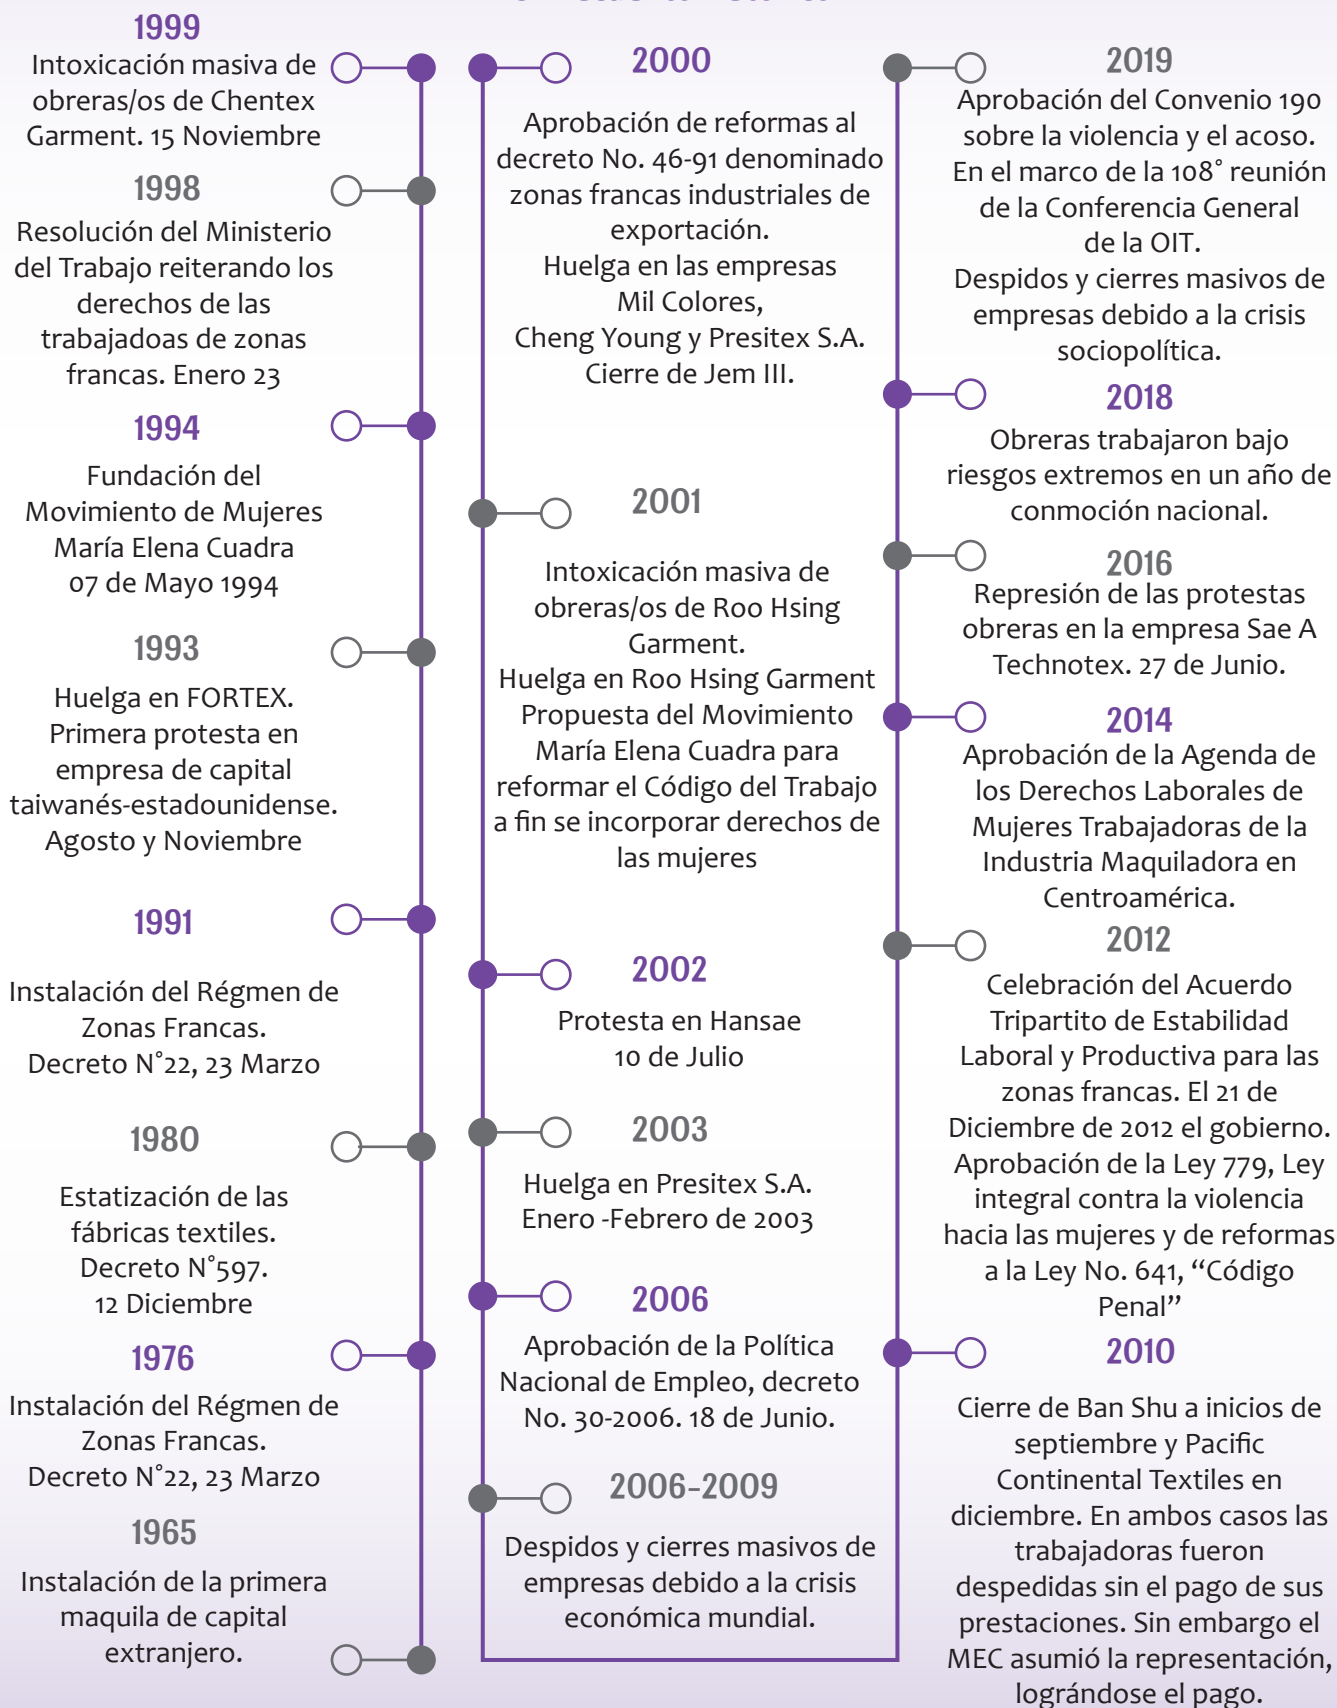 1999
Intoxicación masiva de
obreras/os de Chentex
Garment. 15 Noviembre
1998
Resolución del Ministerio
del Trabajo reiterando los
derechos de las
trabajadoas de zonas
francas. Enero 23
1994
Fundación del
Movimiento de Mujeres
María Elena Cuadra
07 de Mayo 1994
1993
Huelga en FORTEX.
Primera protesta en
empresa de capital
taiwanés-estadounidense.
Agosto y Noviembre
1991
Instalación del Régmen de
Zonas Francas.
Decreto N°22, 23 Marzo
1980
Estatización de las
fábricas textiles.
Decreto N°597.
12 Diciembre
1976
Instalación del Régmen de
Zonas Francas.
Decreto N°22, 23 Marzo
1965
Instalación de la primera
maquila de capital
extranjero.
2000
Aprobación de reformas al
decreto No. 46-91 denominado
zonas francas industriales de
exportación.
Huelga en las empresas
Mil Colores,
Cheng Young y Presitex S.A.
Cierre de Jem III.
2001
Intoxicación masiva de
obreras/os de Roo Hsing
Garment.
Huelga en Roo Hsing Garment
Propuesta del Movimiento
María Elena Cuadra para
reformar el Código del Trabajo
a fin se incorporar derechos de
las mujeres
2002
Protesta en Hansae
10 de Julio
2003
Huelga en Presitex S.A.
Enero -Febrero de 2003
2006
Aprobación de la Política
Nacional de Empleo, decreto
No. 30-2006. 18 de Junio.
2006-2009
Despidos y cierres masivos de
empresas debido a la crisis
económica mundial.
2019
Aprobación del Convenio 190
sobre la violencia y el acoso.
En el marco de la 108° reunión
de la Conferencia General
de la OIT.
Despidos y cierres masivos de
empresas debido a la crisis
sociopolítica.
2018
Obreras trabajaron bajo
riesgos extremos en un año de
conmoción nacional.
2016
Represión de las protestas
obreras en la empresa Sae A
Technotex. 27 de Junio.
2014
Aprobación de la Agenda de
los Derechos Laborales de
Mujeres Trabajadoras de la
Industria Maquiladora en
Centroamérica.
2012
Celebración del Acuerdo
Tripartito de Estabilidad
Laboral y Productiva para las
zonas francas. El 21 de
Diciembre de 2012 el gobierno.
Aprobación de la Ley 779, Ley
integral contra la violencia
hacia las mujeres y de reformas
a la Ley No. 641, “Código
Penal”
2010
Cierre de Ban Shu a inicios de
septiembre y Pacific
Continental Textiles en
diciembre. En ambos casos las
trabajadoras fueron
despedidas sin el pago de sus
prestaciones. Sin embargo el
MEC asumió la representación,
lográndose el pago.